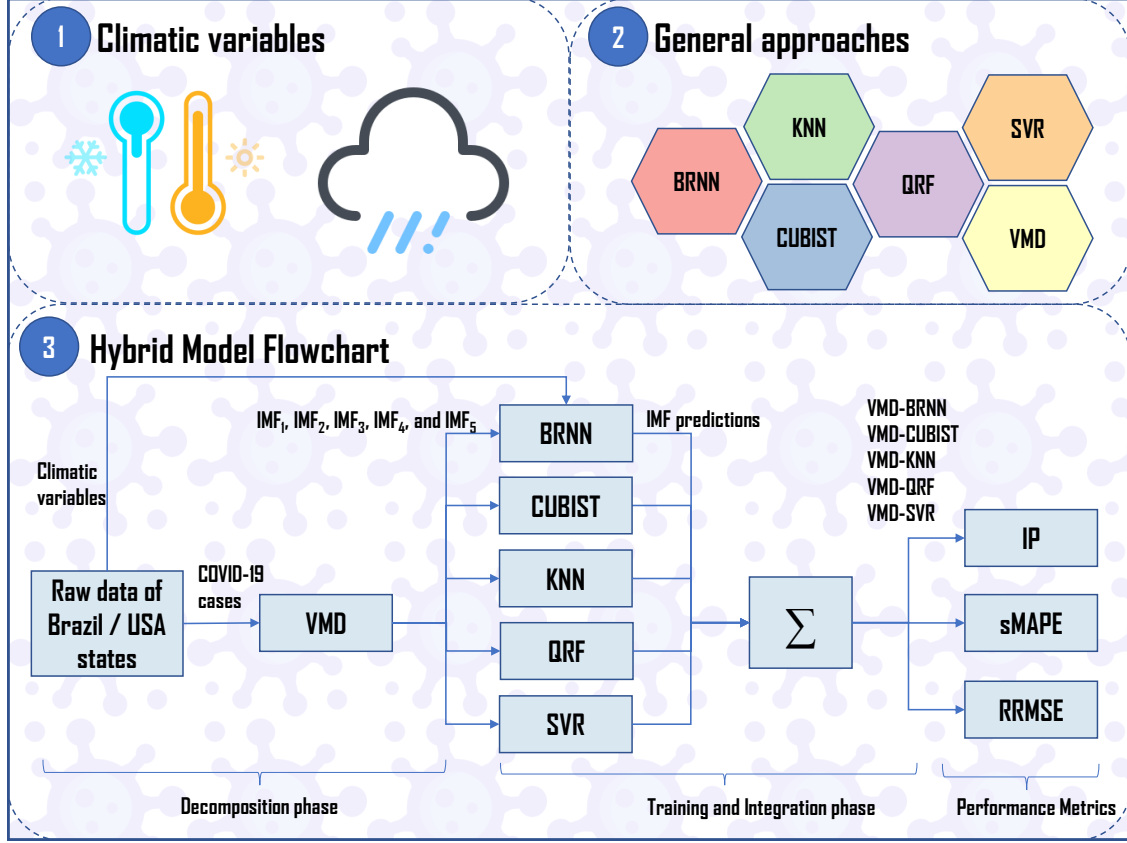 1
Climatic variables
2
General approaches
BRNN
KNN
CUBIST
QRF
SVR
VMD
3
Hybrid Model Flowchart
Climatic
variables
Raw data of
Brazil / USA
states
COVID-19
cases
VMD
IMF₁, IMF₂, IMF₃, IMF₄, and IMF₅
BRNN
CUBIST
KNN
QRF
SVR
IMF predictions
∑
VMD-BRNN
VMD-CUBIST
VMD-KNN
VMD-QRF
VMD-SVR
IP
sMAPE
RRMSE
Decomposition phase
Training and Integration phase
Performance Metrics